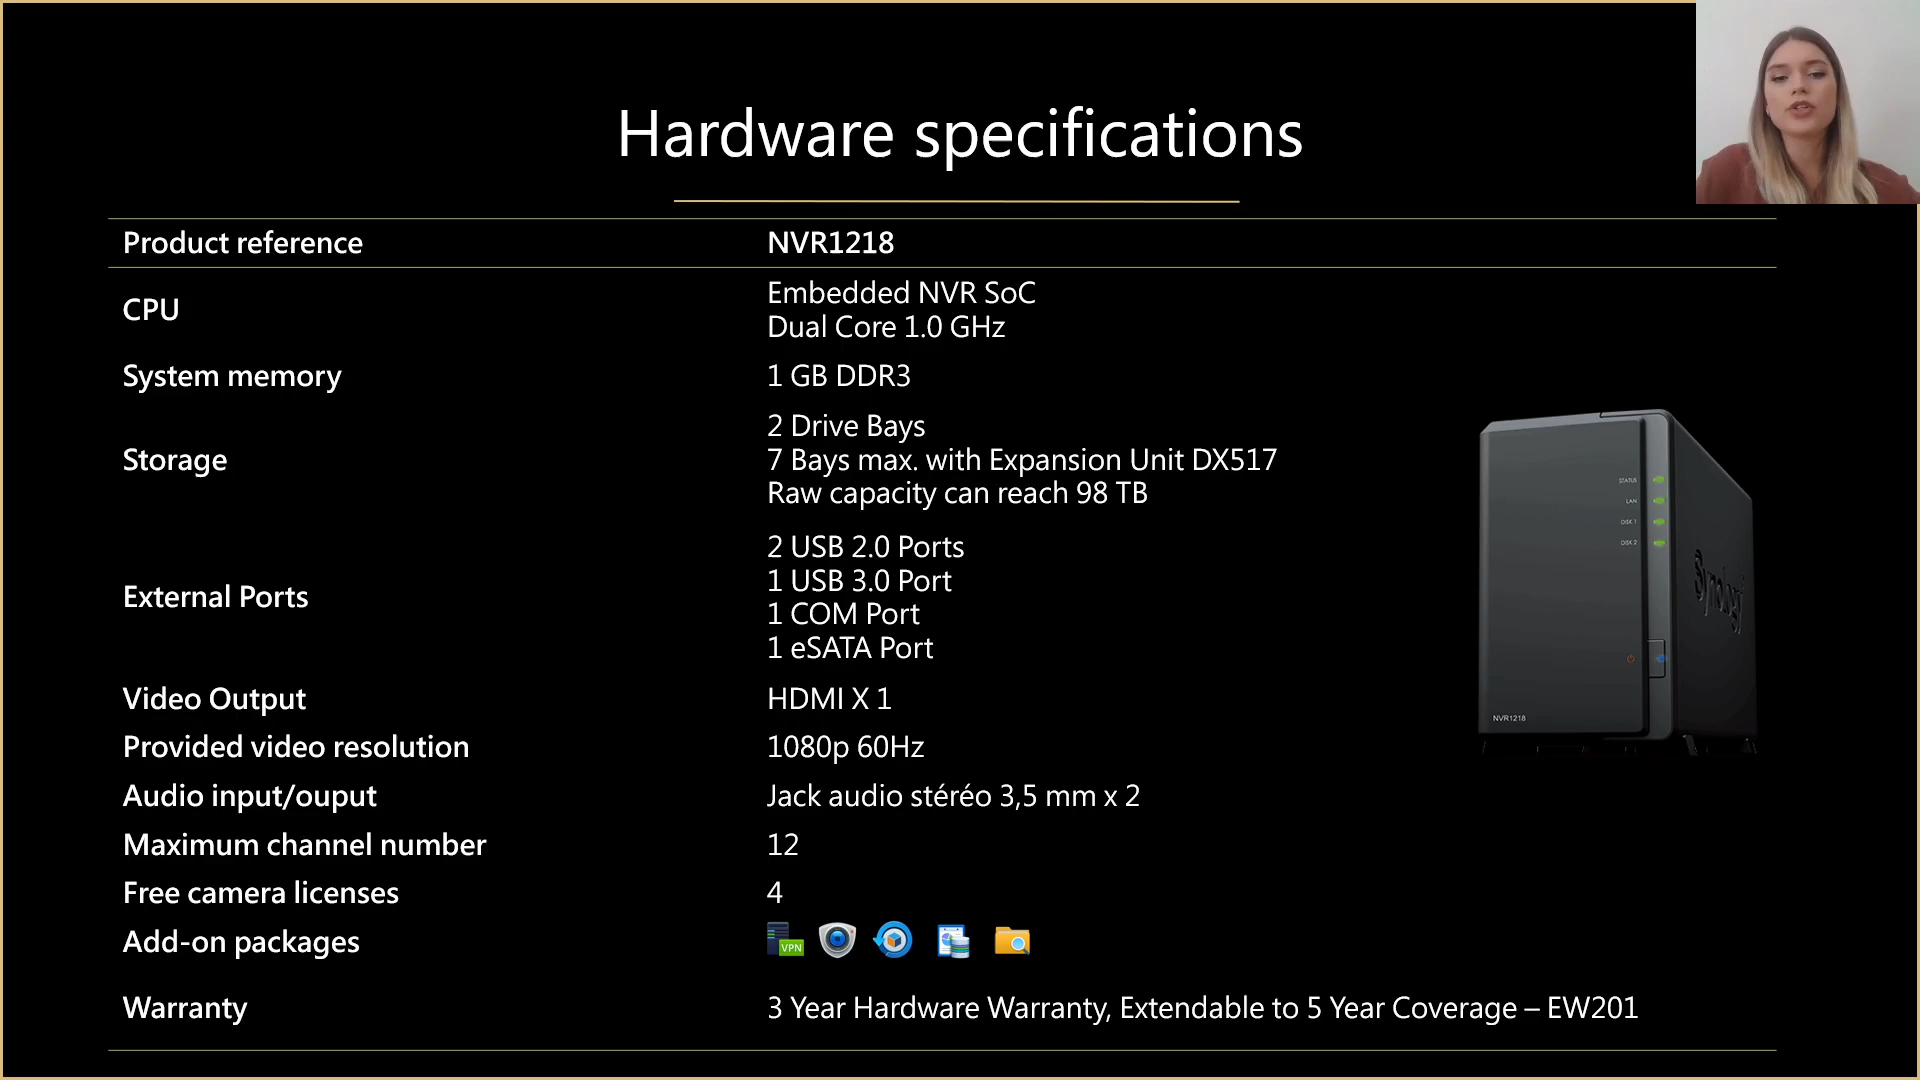 Hardware specifications
Product reference NVR1218
CPU Embedded NVR SoC
Dual Core 1.0 GHz
System memory 1 GB DDR3
Storage 2 Drive Bays
7 Bays max. with Expansion Unit DX517
Raw capacity can reach 98 TB
External Ports 2 USB 2.0 Ports
1 USB 3.0 Port
1 COM Port
1 eSATA Port
Video Output HDMI X 1
Provided video resolution 1080p 60Hz
Audio input/ouput Jack audio stéréo 3,5 mm x 2
Maximum channel number 12
Free camera licenses 4
Add-on packages VPN
Warranty 3 Year Hardware Warranty, Extendable to 5 Year Coverage – EW201
STATUS
LAN
DISK 1
DISK 2
Synology
NVR1218